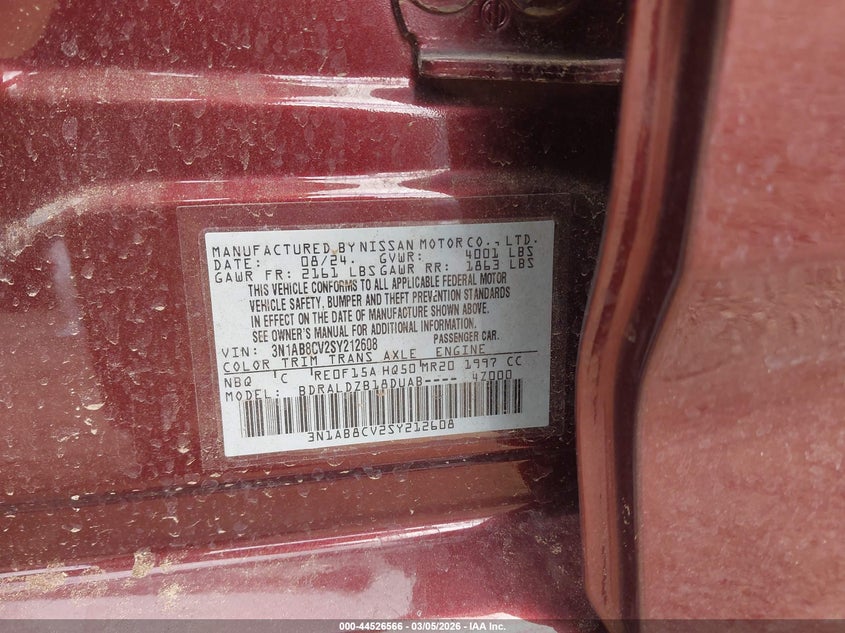 MANUFACTURED BY NISSAN MOTOR CO., LTD.
DATE: 08/24. GVWR: 4001 LBS
GAWR FR: 2161 LBS GAWR RR: 1863 LBS
THIS VEHICLE CONFORMS TO ALL APPLICABLE FEDERAL MOTOR
VEHICLE SAFETY, BUMPER AND THEFT PREVENTION STANDARDS
IN EFFECT ON THE DATE OF MANUFACTURE SHOWN ABOVE.
SEE OWNER'S MANUAL FOR ADDITIONAL INFORMATION.
VIN: 3N1AB8CV2SY212608 PASSENGER CAR.
COLOR TRIM TRANS AXLE ENGINE
NBQ C RE0F15A HQ50 MR20 1997 CC
MODEL: BDRALDZB18DUAB---- 4Z000
3N1AB8CV2SY212608
000-44526566 - 03/05/2026 - IAA Inc.